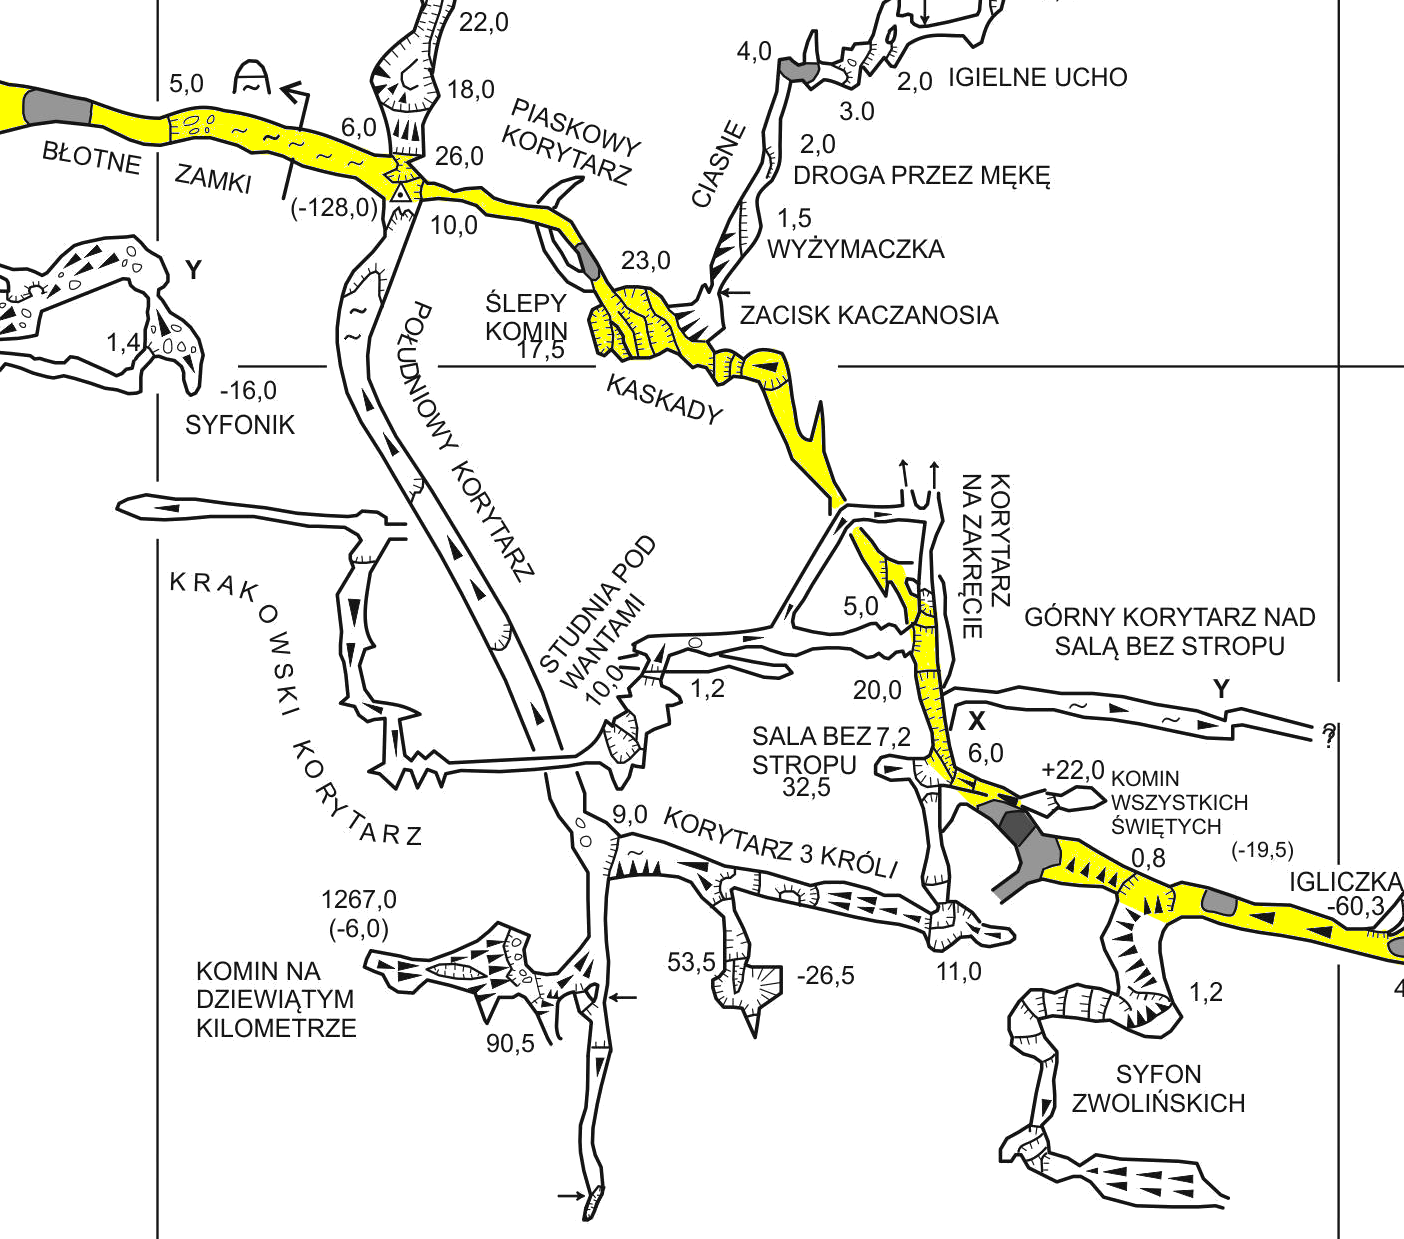 22,0
4,0
IGIELNE UCHO
2,0
5,0
18,0
3.0
PIASKOWY
KORYTARZ
6,0
26,0
CIASNE
2,0
DROGA PRZEZ MĘKĘ
BŁOTNE ZAMKI
(-128,0)
10,0
1,5
WYŻYMACZKA
Y
23,0
ŚLEPY
KOMIN
17,5
ZACISK KACZANOSIA
1,4
-16,0
SYFONIK
KASKADY
POŁUDNIOWY KORYTARZ
KORYTARZ
NA ZAKRĘCIE
KRAKOWSKI KORYTARZ
STUDNIA POD
WANTAMI
10,0
5,0
GÓRNY KORYTARZ NAD
SALĄ BEZ STROPU
1,2
20,0
Y
X
?
SALA BEZ
STROPU
32,5
7,2
6,0
+22,0
KOMIN
WSZYSTKICH
ŚWIĘTYCH
9,0
KORYTARZ 3 KRÓLI
0,8
(-19,5)
IGLICZKA
-60,3
1267,0
(-6,0)
KOMIN NA
DZIEWIĄTYM
KILOMETRZE
90,5
53,5
-26,5
11,0
1,2
4
SYFON
ZWOLIŃSKICH